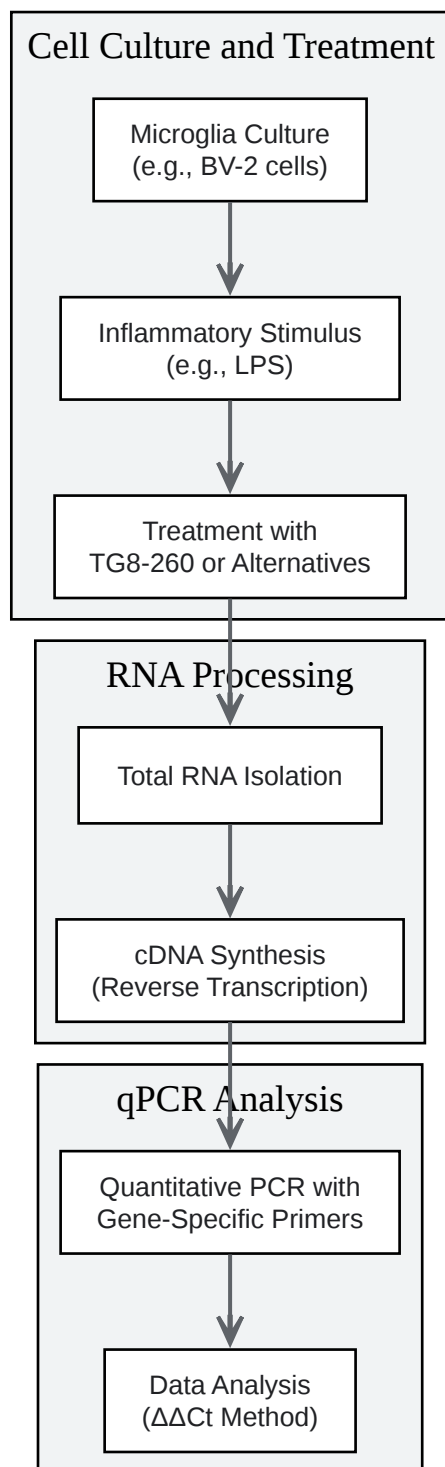 Cell Culture and Treatment
Microglia Culture
(e.g., BV-2 cells)
Inflammatory Stimulus
(e.g., LPS)
Treatment with
TG8-260 or Alternatives
RNA Processing
Total RNA Isolation
cDNA Synthesis
(Reverse Transcription)
qPCR Analysis
Quantitative PCR with
Gene-Specific Primers
Data Analysis
(ΔΔCt Method)